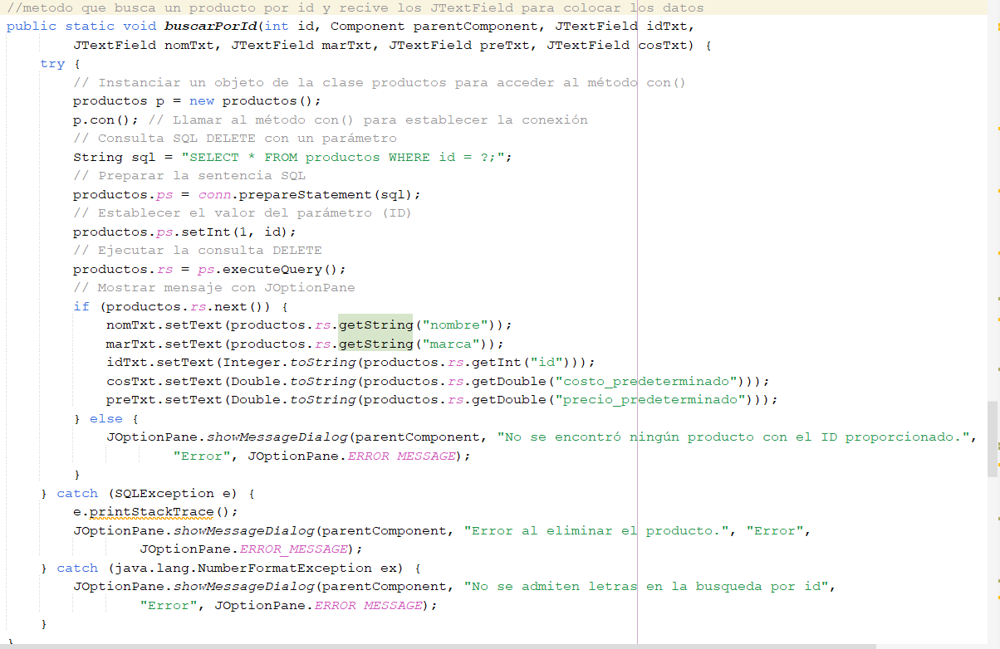 //metodo que busca un producto por id y recive los JTextField para colocar los datos
public static void buscarPorId(int id, Component parentComponent, JTextField idTxt,
        JTextField nomTxt, JTextField marTxt, JTextField preTxt, JTextField cosTxt) {
    try {
        // Instanciar un objeto de la clase productos para acceder al método con()
        productos p = new productos();
        p.con(); // Llamar al método con() para establecer la conexión
        // Consulta SQL DELETE con un parámetro
        String sql = "SELECT * FROM productos WHERE id = ?;";
        // Preparar la sentencia SQL
        productos.ps = conn.prepareStatement(sql);
        // Establecer el valor del parámetro (ID)
        productos.ps.setInt(1, id);
        // Ejecutar la consulta DELETE
        productos.rs = ps.executeQuery();
        // Mostrar mensaje con JOptionPane
        if (productos.rs.next()) {
            nomTxt.setText(productos.rs.getString("nombre"));
            marTxt.setText(productos.rs.getString("marca"));
            idTxt.setText(Integer.toString(productos.rs.getInt("id")));
            cosTxt.setText(Double.toString(productos.rs.getDouble("costo_predeterminado")));
            preTxt.setText(Double.toString(productos.rs.getDouble("precio_predeterminado")));
        } else {
            JOptionPane.showMessageDialog(parentComponent, "No se encontró ningún producto con el ID proporcionado.",
                    "Error", JOptionPane.ERROR_MESSAGE);
        }
    } catch (SQLException e) {
        e.printStackTrace();
        JOptionPane.showMessageDialog(parentComponent, "Error al eliminar el producto.", "Error",
                JOptionPane.ERROR_MESSAGE);
    } catch (java.lang.NumberFormatException ex) {
        JOptionPane.showMessageDialog(parentComponent, "No se admiten letras en la busqueda por id",
                "Error", JOptionPane.ERROR_MESSAGE);
    }
}